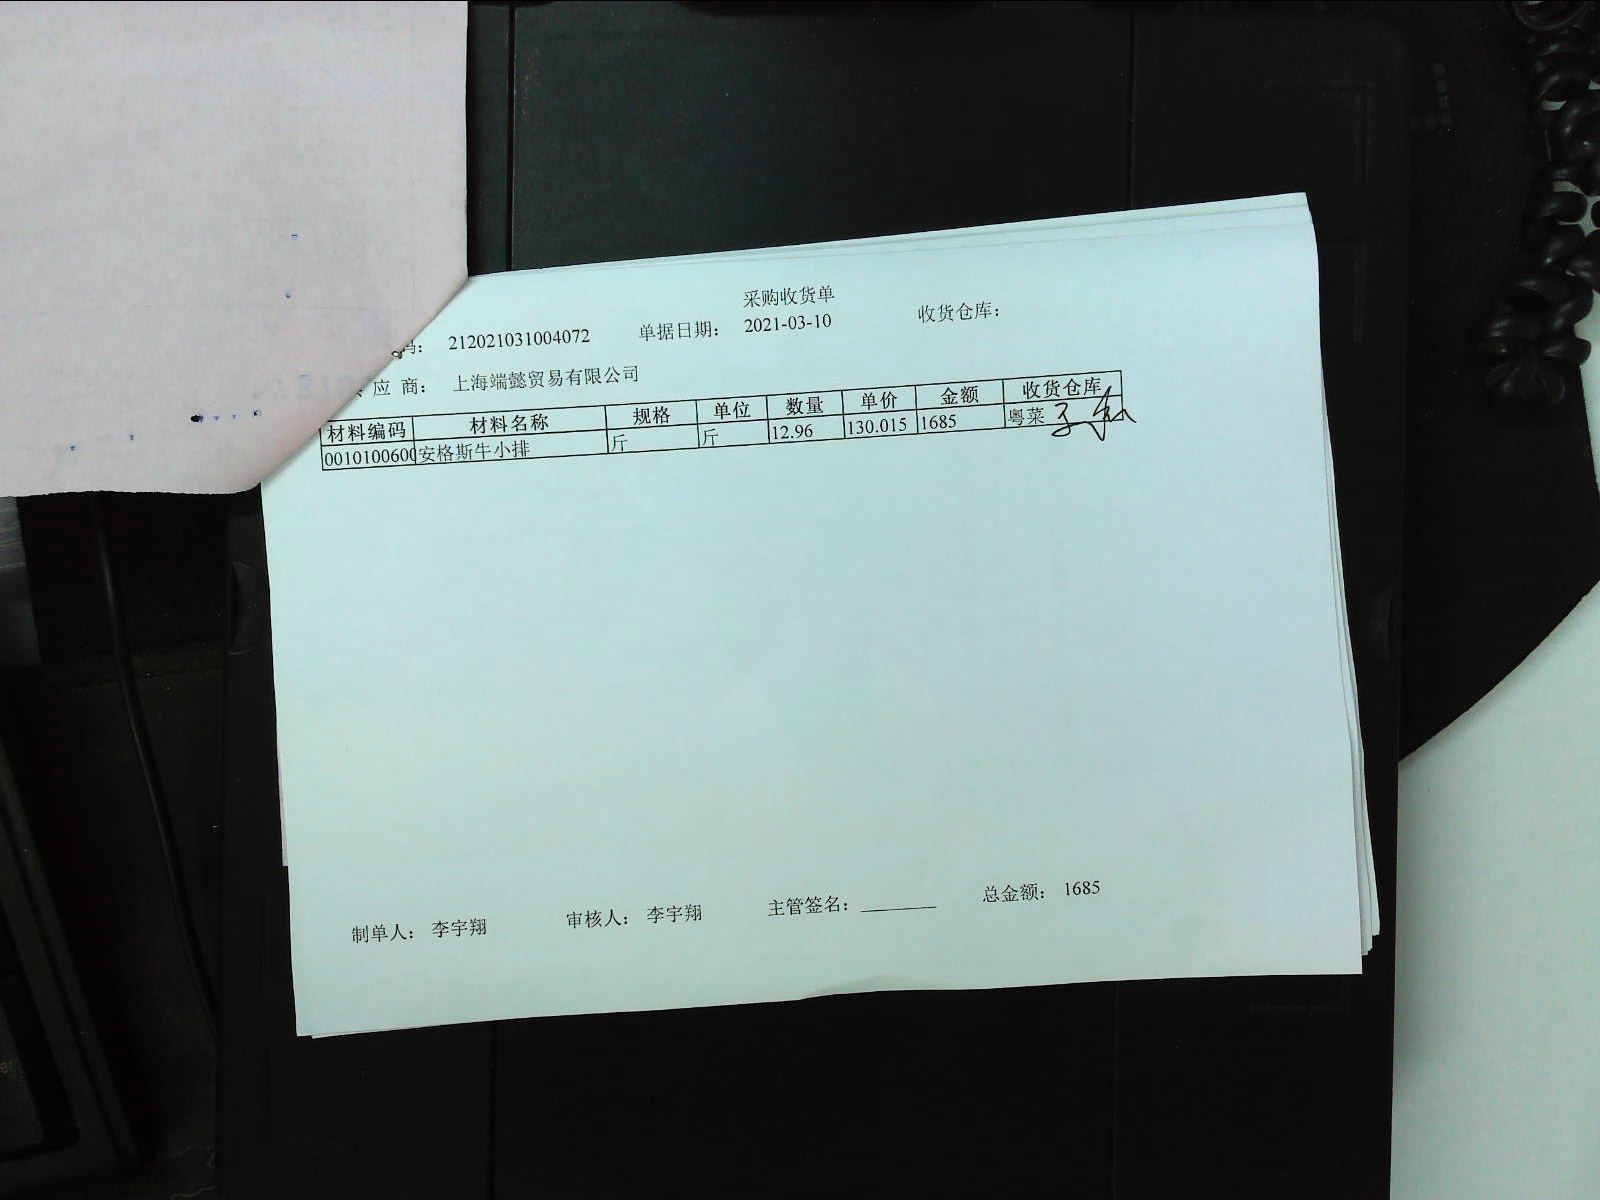 采购收货单
码： 212021031004072 单据日期： 2021-03-10 收货仓库：
应 商： 上海端懿贸易有限公司
材料编码 材料名称 规格 单位 数量 单价 金额 收货仓库
0010100600 安格斯牛小排 斤 斤 12.96 130.015 1685 粤菜
制单人： 李宇翔 审核人： 李宇翔 主管签名： 总金额： 1685